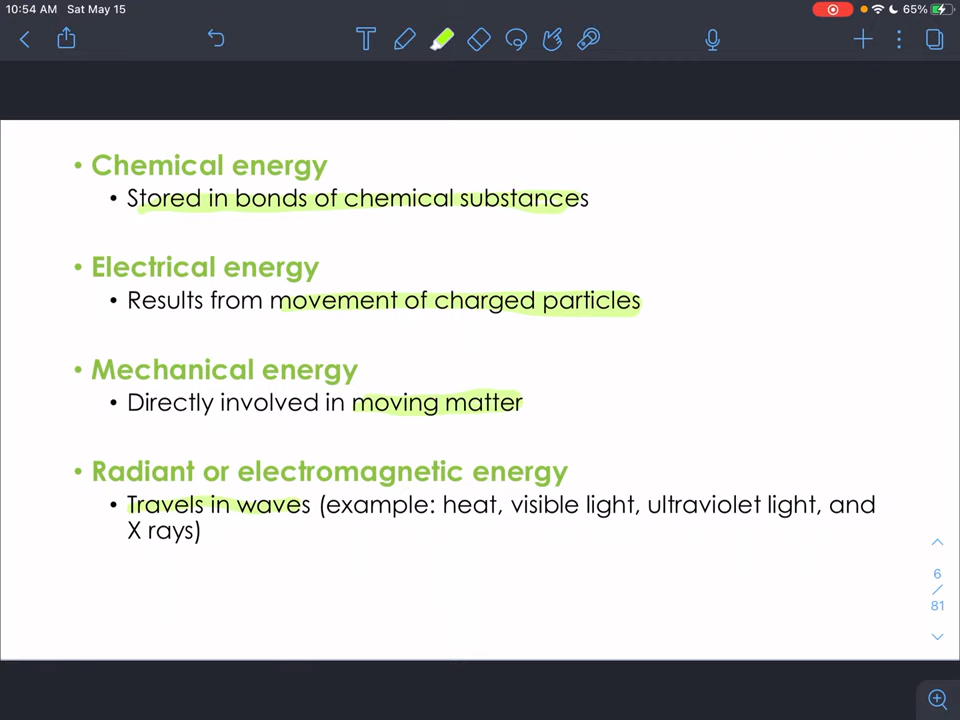 10:54 AM Sat May 15
65%
T
• Chemical energy
• Stored in bonds of chemical substances
• Electrical energy
• Results from movement of charged particles
• Mechanical energy
• Directly involved in moving matter
• Radiant or electromagnetic energy
• Travels in waves (example: heat, visible light, ultraviolet light, and
X rays)
6
/
81